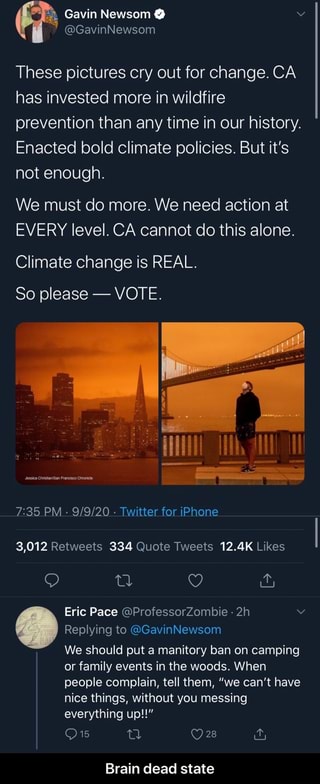 Gavin Newsom
@GavinNewsom
These pictures cry out for change. CA
has invested more in wildfire
prevention than any time in our history.
Enacted bold climate policies. But it's
not enough.
We must do more. We need action at
EVERY level. CA cannot do this alone.
Climate change is REAL.
So please — VOTE.
7:35 PM · 9/9/20 · Twitter for iPhone
3,012 Retweets 334 Quote Tweets 12.4K Likes
Eric Pace @ProfessorZombie · 2h
Replying to @GavinNewsom
We should put a manitory ban on camping
or family events in the woods. When
people complain, tell them, "we can't have
nice things, without you messing
everything up!!"
15 28
Brain dead state